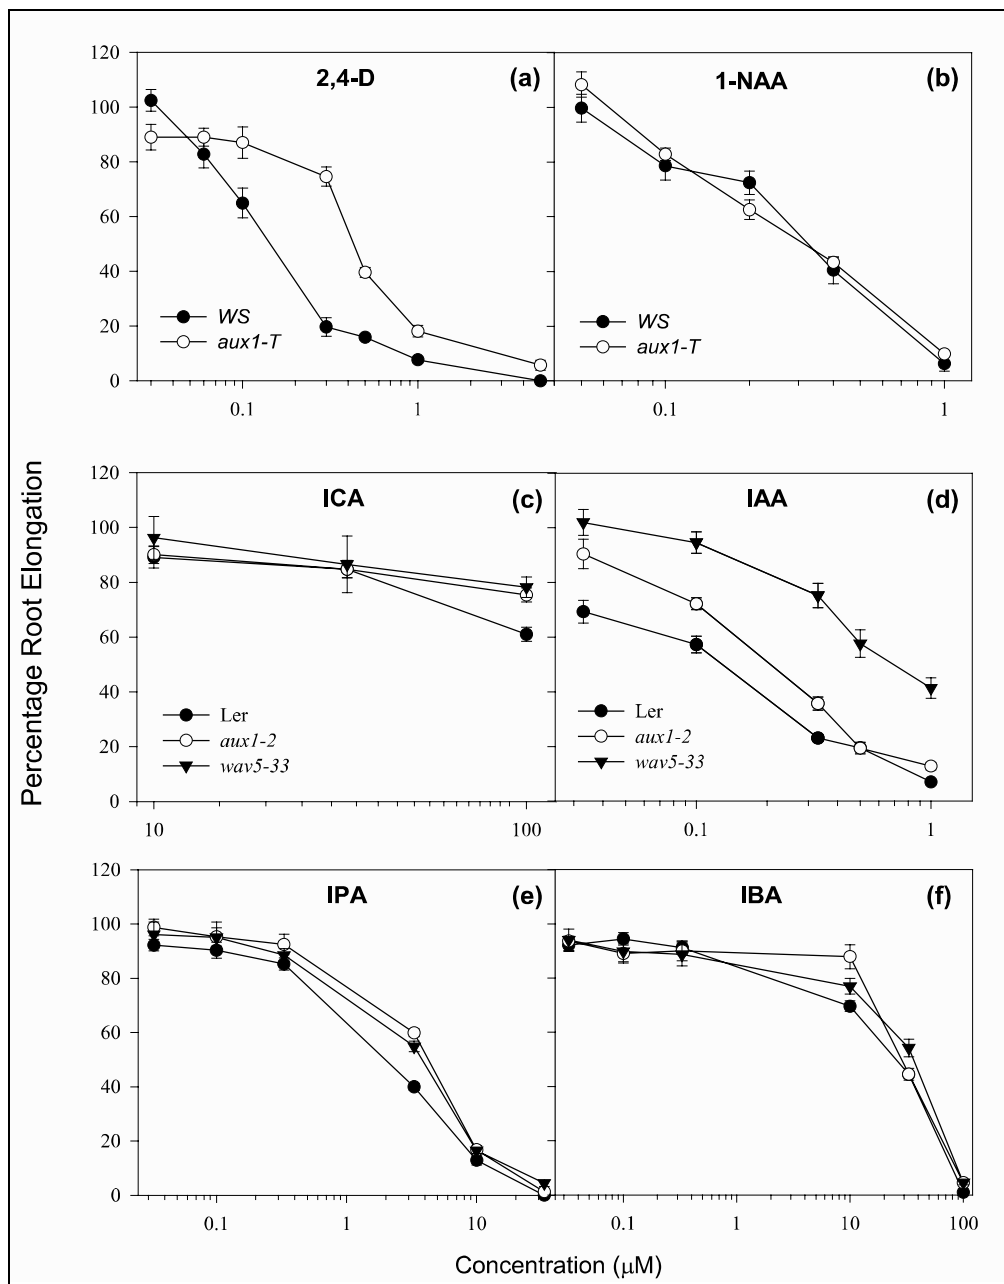 2,4-D (a)
1-NAA (b)
120
100
80
60
40
20
0
WS
aux1-T
WS
aux1-T
0.1 1
0.1 1
Percentage Root Elongation
ICA (c)
IAA (d)
120
100
80
60
40
20
0
Ler
aux1-2
wav5-33
Ler
aux1-2
wav5-33
10 100
0.1 1
IPA (e)
IBA (f)
120
100
80
60
40
20
0
0.1 1 10
0.1 1 10 100
Concentration (μM)